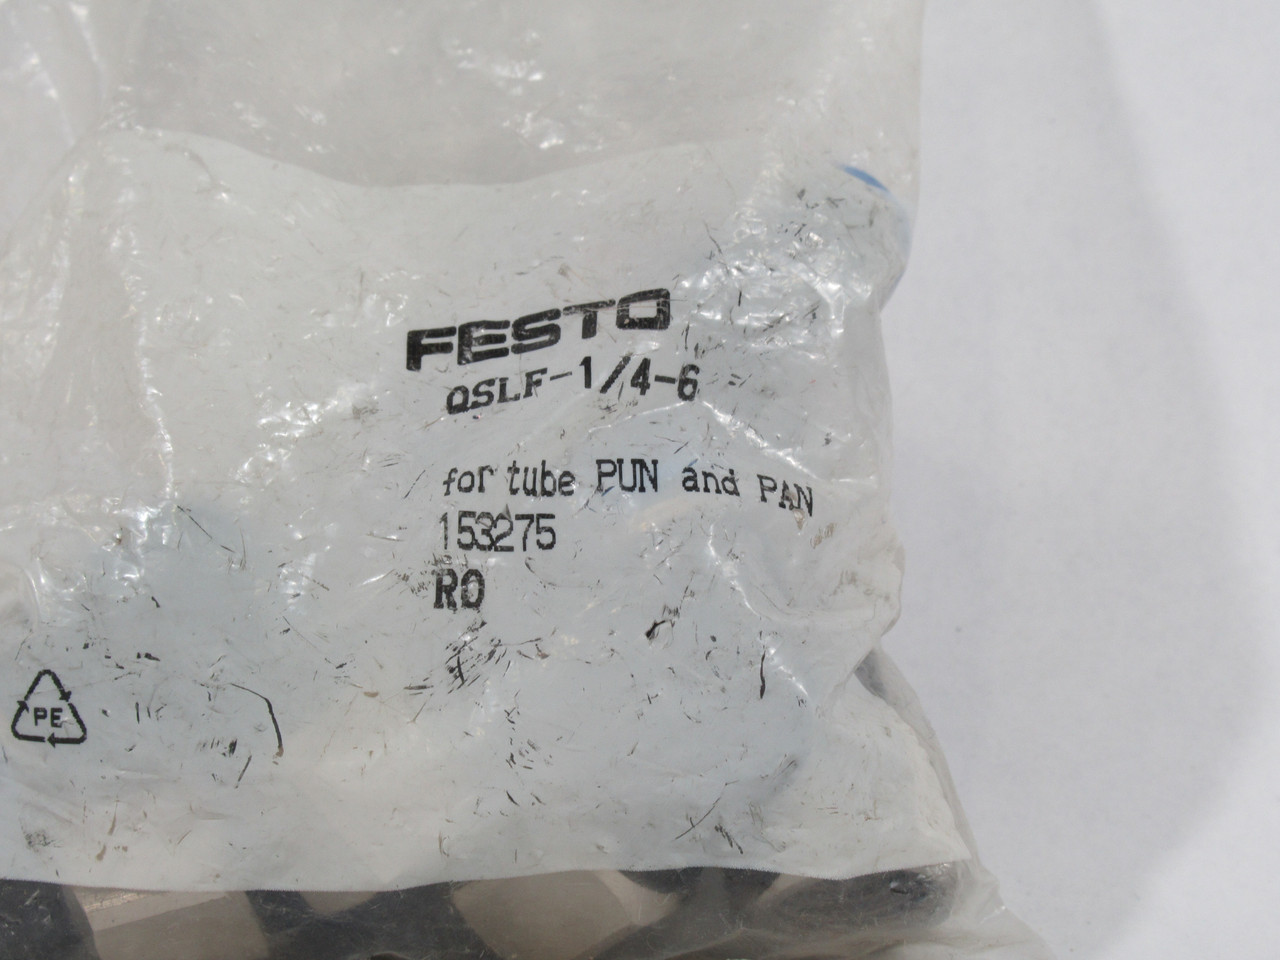 FESTO
QSLF-1/4-6
for tube PUN and PAN
153275
R0
PE